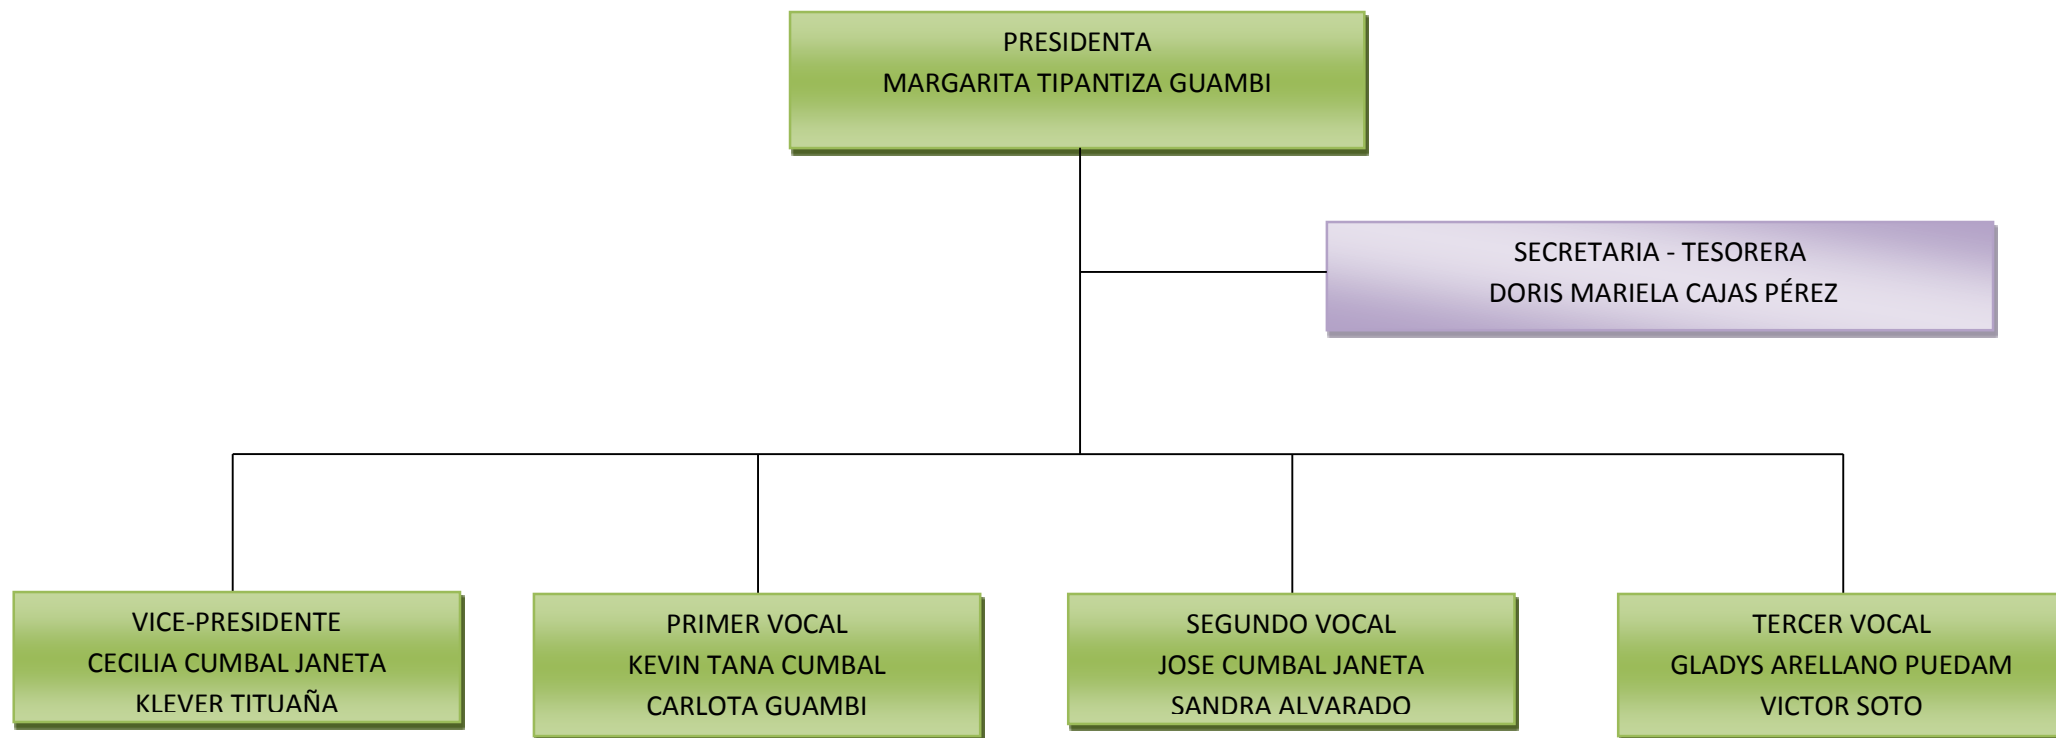 PRESIDENTA
MARGARITA TIPANTIZA GUAMBI
SECRETARIA - TESORERA
DORIS MARIELA CAJAS PÉREZ
VICE-PRESIDENTE
CECILIA CUMBAL JANETA
KLEVER TITUAÑA
PRIMER VOCAL
KEVIN TANA CUMBAL
CARLOTA GUAMBI
SEGUNDO VOCAL
JOSE CUMBAL JANETA
SANDRA ALVARADO
TERCER VOCAL
GLADYS ARELLANO PUEDAM
VICTOR SOTO